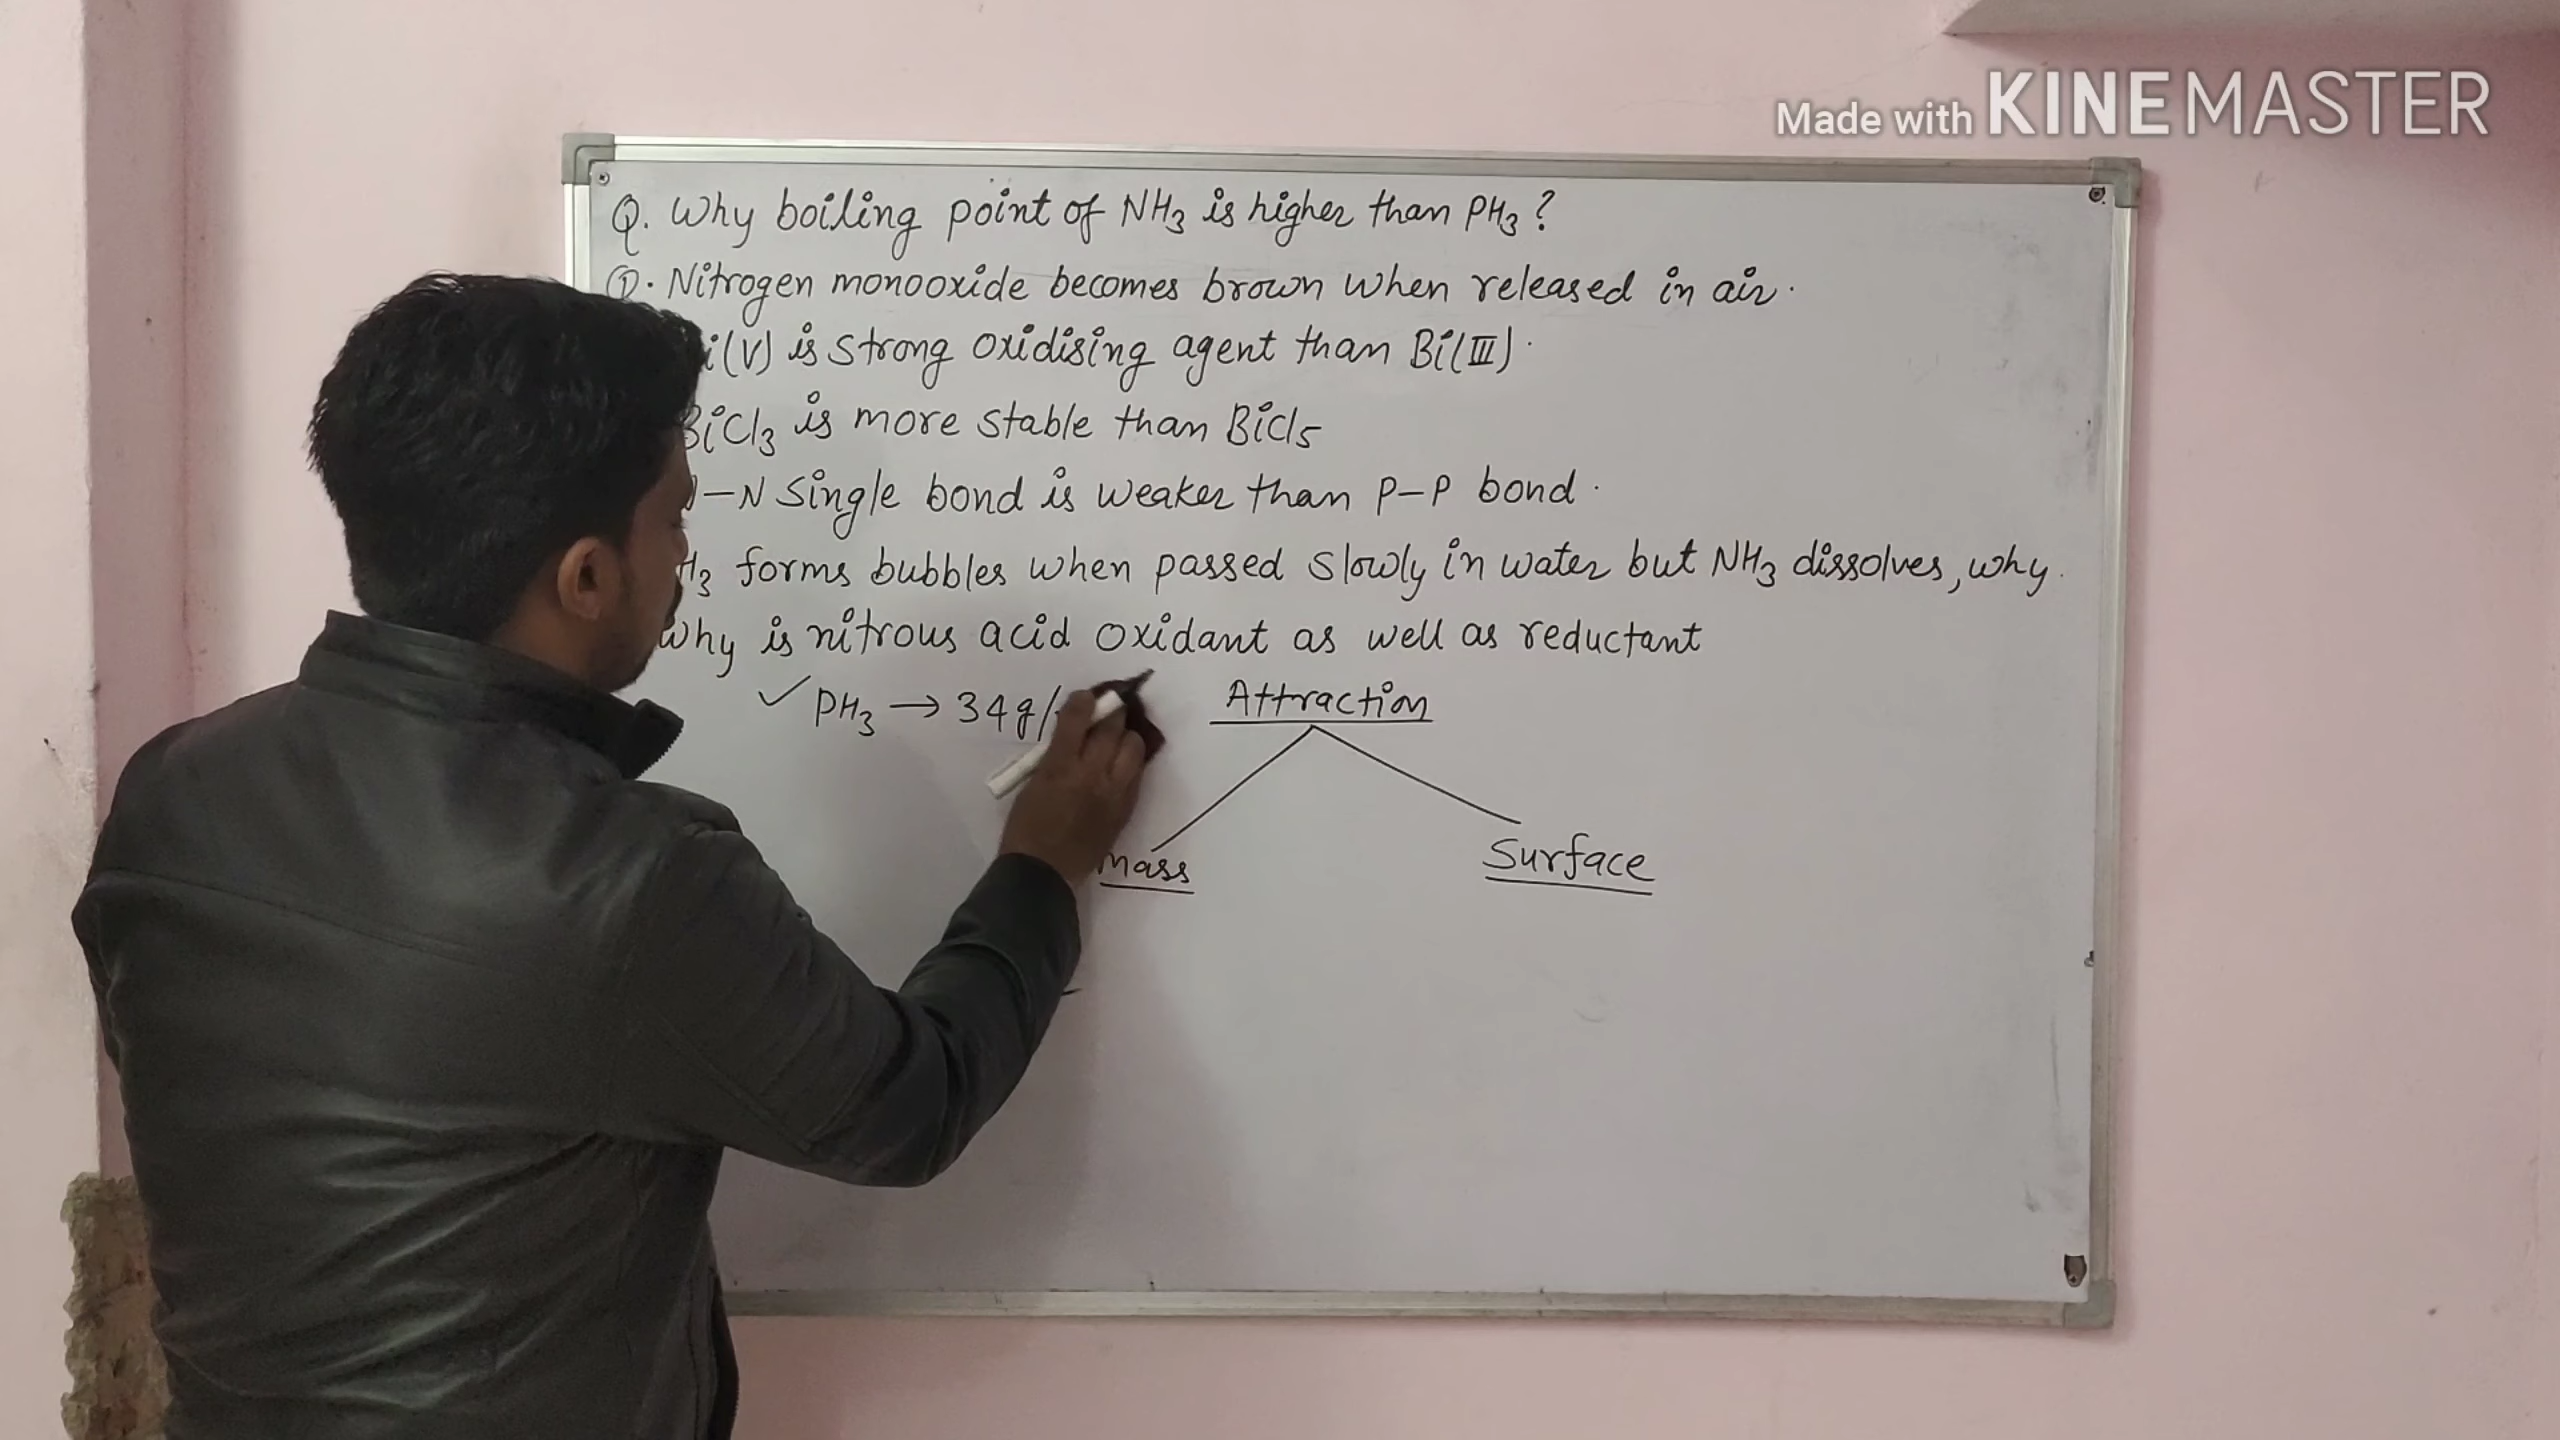 Made with KINEMASTER
Q. Why boiling point of NH3 is higher than PH3?
Q. Nitrogen monooxide becomes brown when released in air.
i(V) is strong oxidising agent than Bi(III).
BiCl3 is more stable than BiCl5
-N single bond is weaker than P-P bond.
H3 forms bubbles when passed slowly in water but NH3 dissolves, why.
Why is nitrous acid oxidant as well as reductant
✓ PH3 → 34g/
Attraction
Mass
Surface